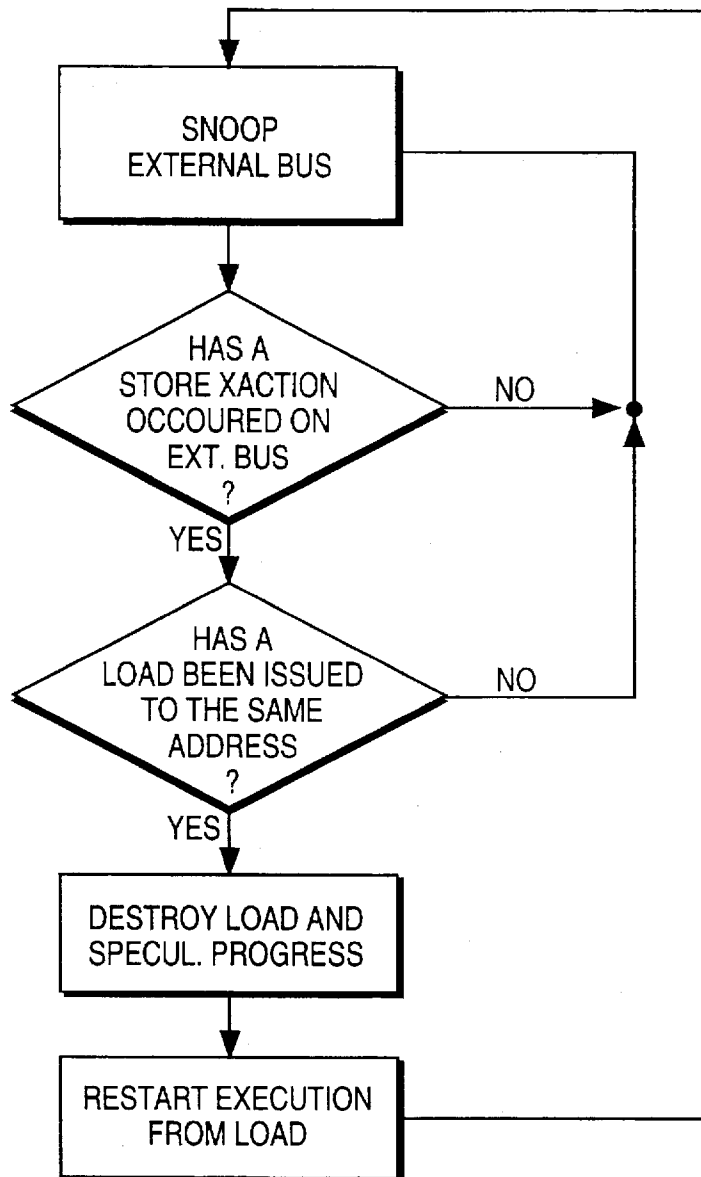 SNOOP
EXTERNAL BUS
HAS A
STORE XACTION
OCCOURED ON
EXT. BUS
?
NO
YES
HAS A
LOAD BEEN ISSUED
TO THE SAME
ADDRESS
?
NO
YES
DESTROY LOAD AND
SPECUL. PROGRESS
RESTART EXECUTION
FROM LOAD